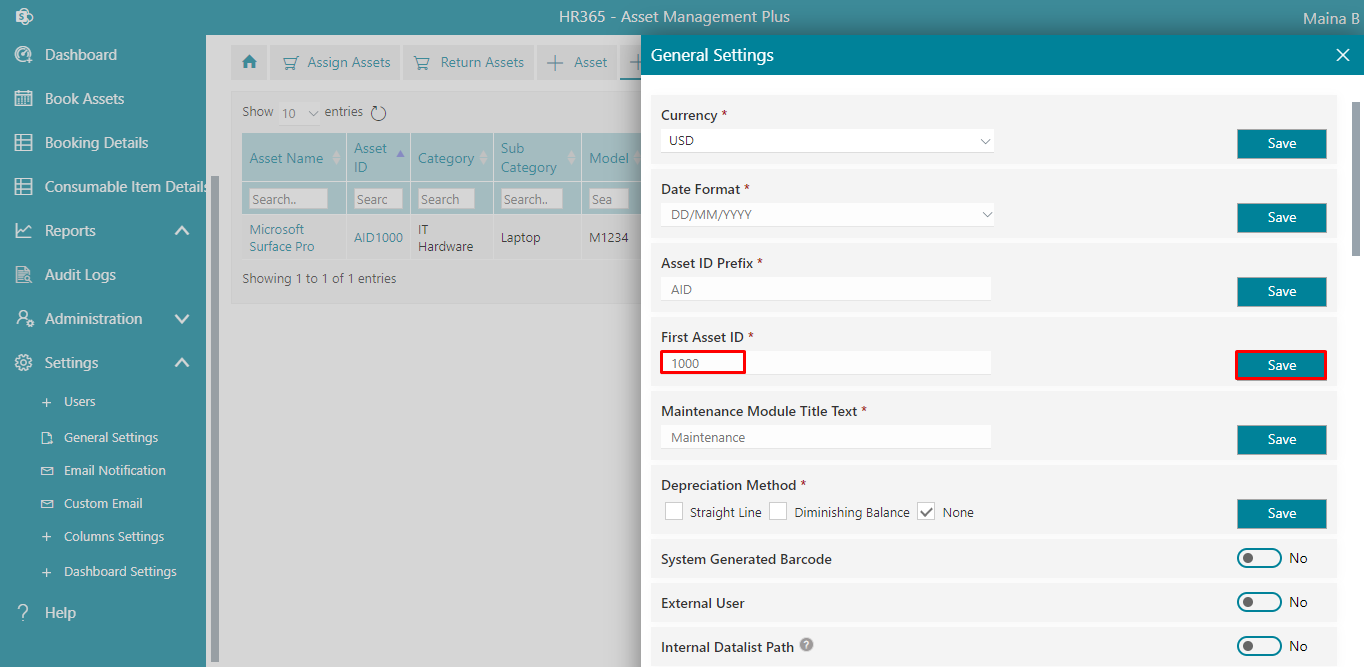 HR365 - Asset Management Plus
Maina B
Dashboard
Book Assets
Booking Details
Consumable Item Details
Reports
Audit Logs
Administration
Settings
Users
General Settings
Email Notification
Custom Email
Columns Settings
Dashboard Settings
? Help
Assign Assets
Return Assets
+ Asset
Show 10 entries
Asset Name
Asset ID
Category
Sub Category
Model
Search..
Searc
Search
Search..
Sea
Microsoft Surface Pro
AID1000
IT Hardware
Laptop
M1234
Showing 1 to 1 of 1 entries
General Settings
Currency *
USD
Save
Date Format *
DD/MM/YYYY
Save
Asset ID Prefix *
AID
Save
First Asset ID *
1000
Save
Maintenance Module Title Text *
Maintenance
Save
Depreciation Method *
Straight Line
Diminishing Balance
None
Save
System Generated Barcode
No
External User
No
Internal Datalist Path ?
No